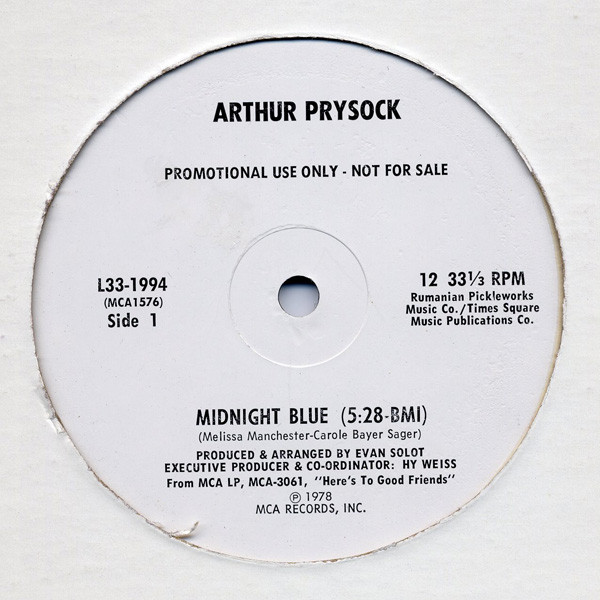 ARTHUR PRYSOCK
PROMOTIONAL USE ONLY - NOT FOR SALE
L33-1994
(MCA1576)
Side 1
12 33⅓ RPM
Rumanian Pickleworks
Music Co./Times Square
Music Publications Co.
MIDNIGHT BLUE (5:28-BMI)
(Melissa Manchester-Carole Bayer Sager)
PRODUCED & ARRANGED BY EVAN SOLOT
EXECUTIVE PRODUCER & CO-ORDINATOR: HY WEISS
From MCA LP, MCA-3061, "Here's To Good Friends"
℗ 1978
MCA RECORDS, INC.